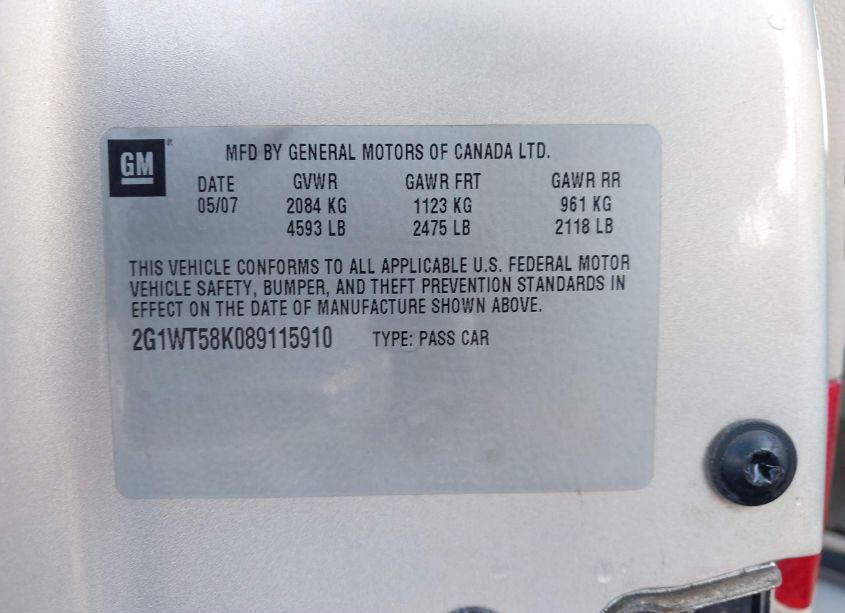 GM
MFD BY GENERAL MOTORS OF CANADA LTD.
DATE GVWR GAWR FRT GAWR RR
05/07 2084 KG 1123 KG 961 KG
4593 LB 2475 LB 2118 LB
THIS VEHICLE CONFORMS TO ALL APPLICABLE U.S. FEDERAL MOTOR
VEHICLE SAFETY, BUMPER, AND THEFT PREVENTION STANDARDS IN
EFFECT ON THE DATE OF MANUFACTURE SHOWN ABOVE.
2G1WT58K089115910 TYPE: PASS CAR